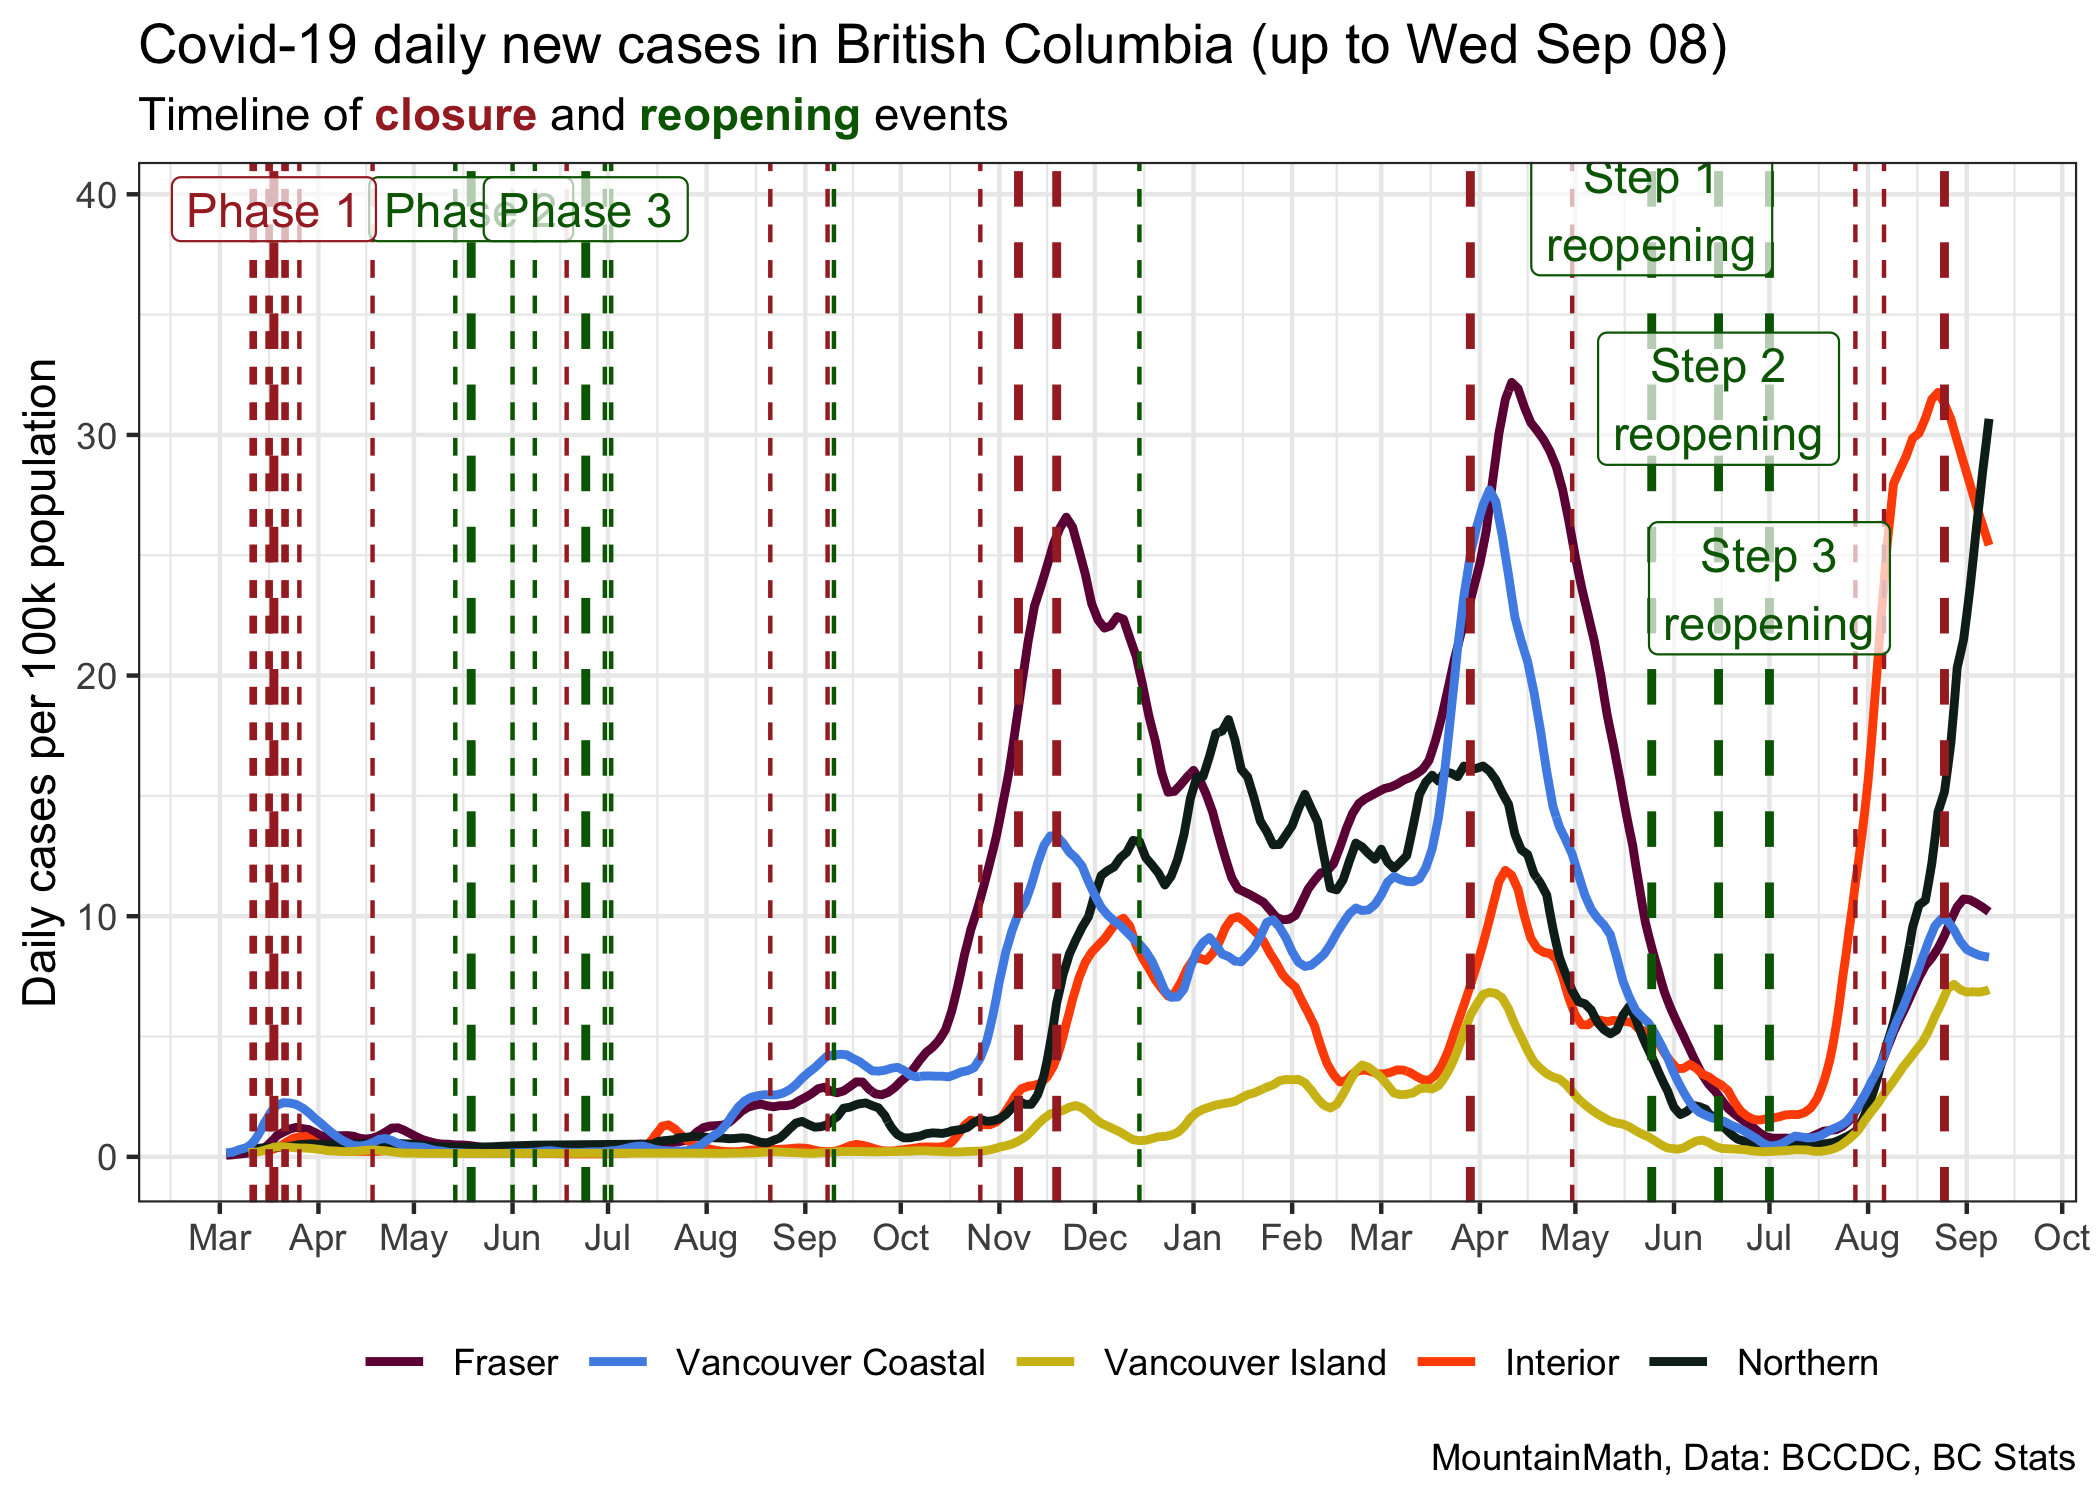 Covid-19 daily new cases in British Columbia (up to Wed Sep 08)
Timeline of closure and reopening events
Daily cases per 100k population
40
30
20
10
0
Phase 1
Phase 2
Phase 3
Step 1
reopening
Step 2
reopening
Step 3
reopening
Mar Apr May Jun Jul Aug Sep Oct Nov Dec Jan Feb Mar Apr May Jun Jul Aug Sep Oct
Fraser Vancouver Coastal Vancouver Island Interior Northern
MountainMath, Data: BCCDC, BC Stats